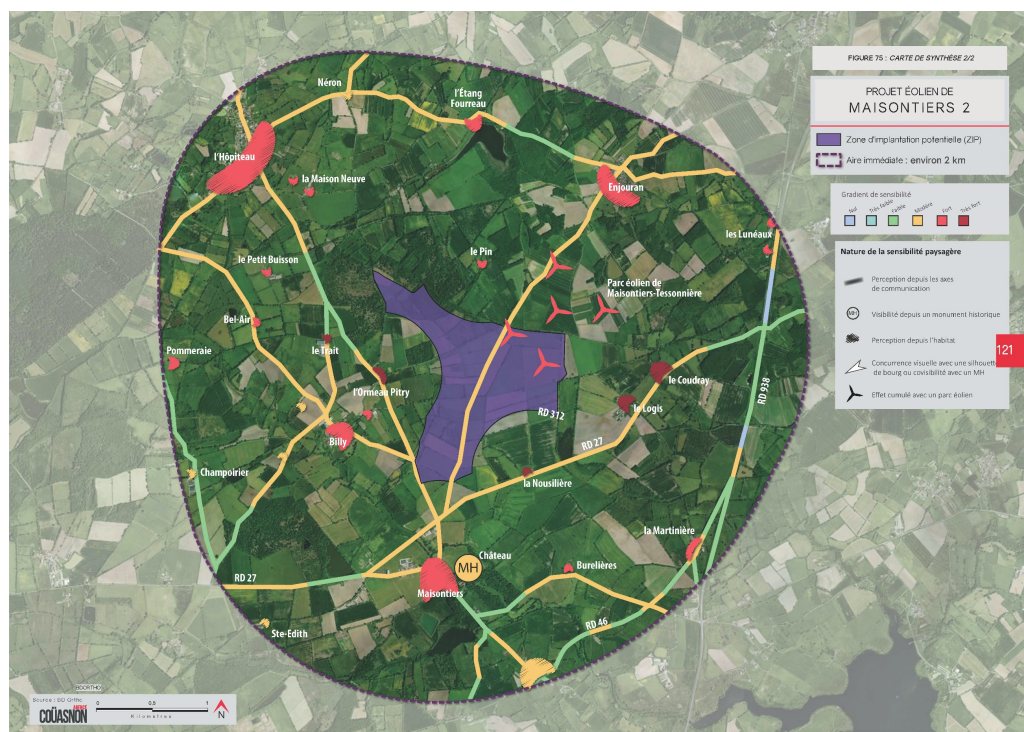 FIGURE 75 : CARTE DE SYNTHÈSE 2/2
PROJET ÉOLIEN DE
MAISONTIERS 2
Zone d'implantation potentielle (ZIP)
Aire immédiate : environ 2 km
Gradient de sensibilité
Nul
Très faible
Faible
Modéré
Fort
Très fort
Nature de la sensibilité paysagère
Perception depuis les axes
de communication
MH
Visibilité depuis un monument historique
Perception depuis l'habitat
Concurrence visuelle avec une silhouette
de bourg ou covisibilité avec un MH
Effet cumulé avec un parc éolien
121
Néron
l'Étang
Fourreau
l'Hôpiteau
la Maison Neuve
Enjouran
les Lunéaux
le Pin
le Petit Buisson
Parc éolien de
Maisontiers-Tessonnière
Bel-Air
le Trait
Pommeraie
l'Ormeau Pitry
le Coudray
RD 938
le Logis
RD 312
Billy
RD 27
Champoirier
la Nousilière
la Martinière
Château
MH
Burelières
RD 27
Maisontiers
RD 46
Ste-Edith
BDORTHO
COÜASNON
0
0.5
1
Kilomètres
N